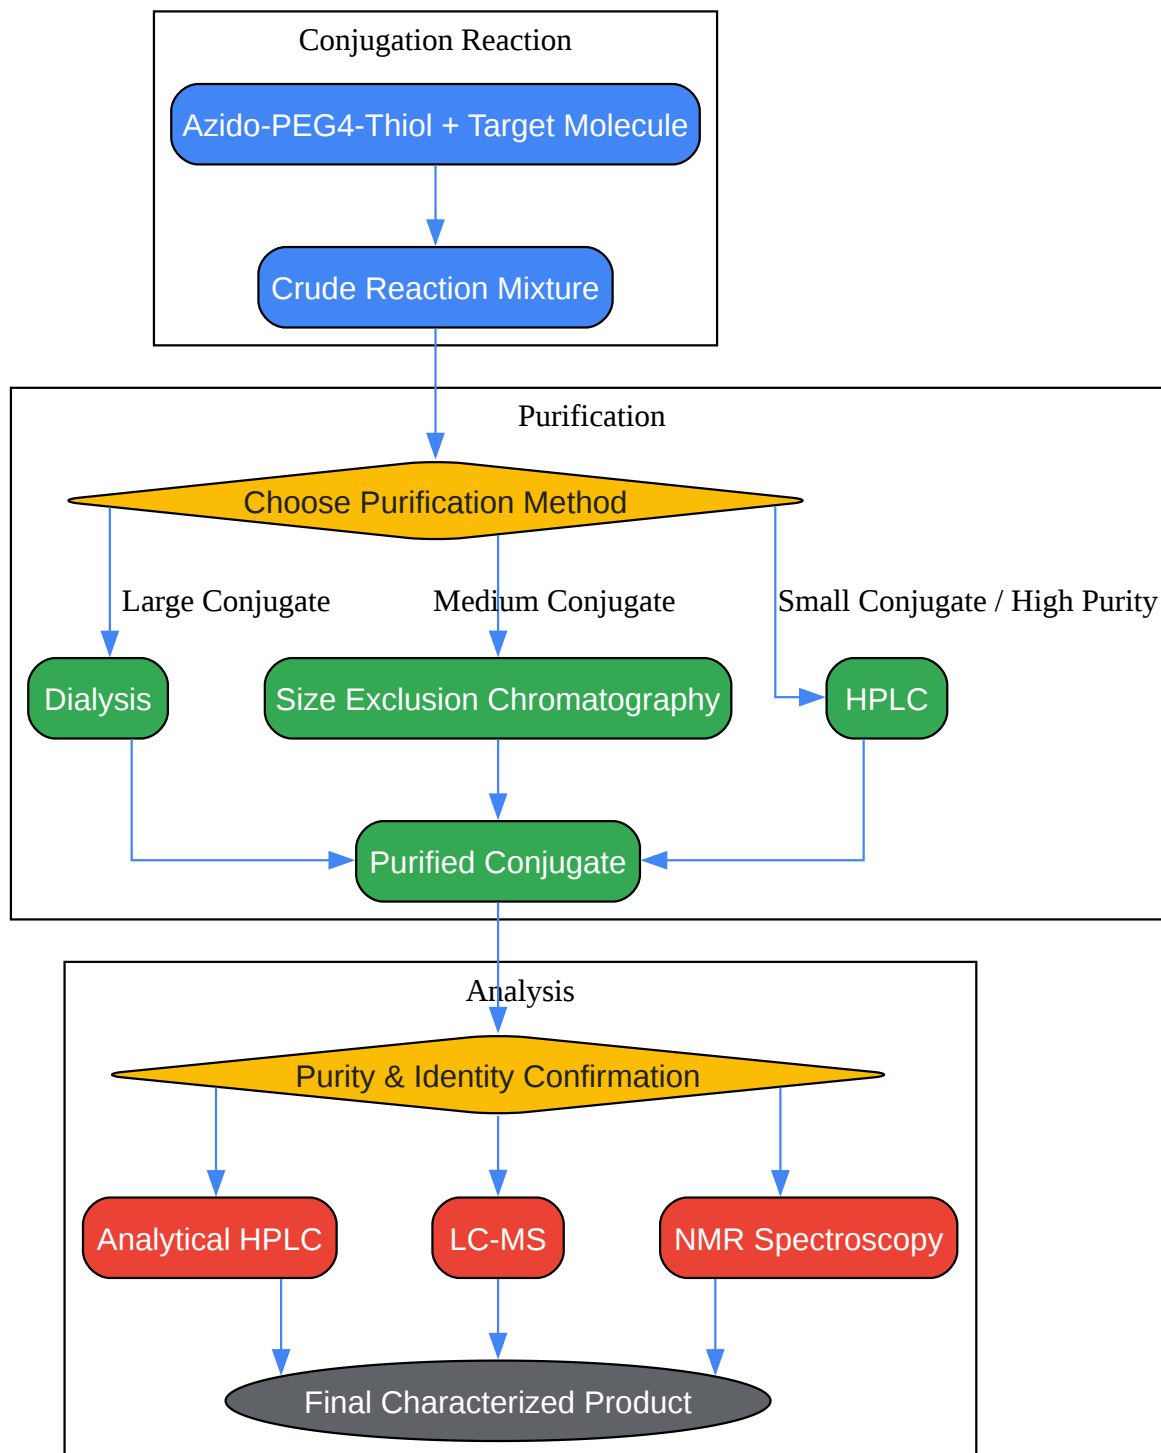 Conjugation Reaction
Azido-PEG4-Thiol + Target Molecule
Crude Reaction Mixture
Purification
Choose Purification Method
Large Conjugate
Medium Conjugate
Small Conjugate / High Purity
Dialysis
Size Exclusion Chromatography
HPLC
Purified Conjugate
Analysis
Purity & Identity Confirmation
Analytical HPLC
LC-MS
NMR Spectroscopy
Final Characterized Product